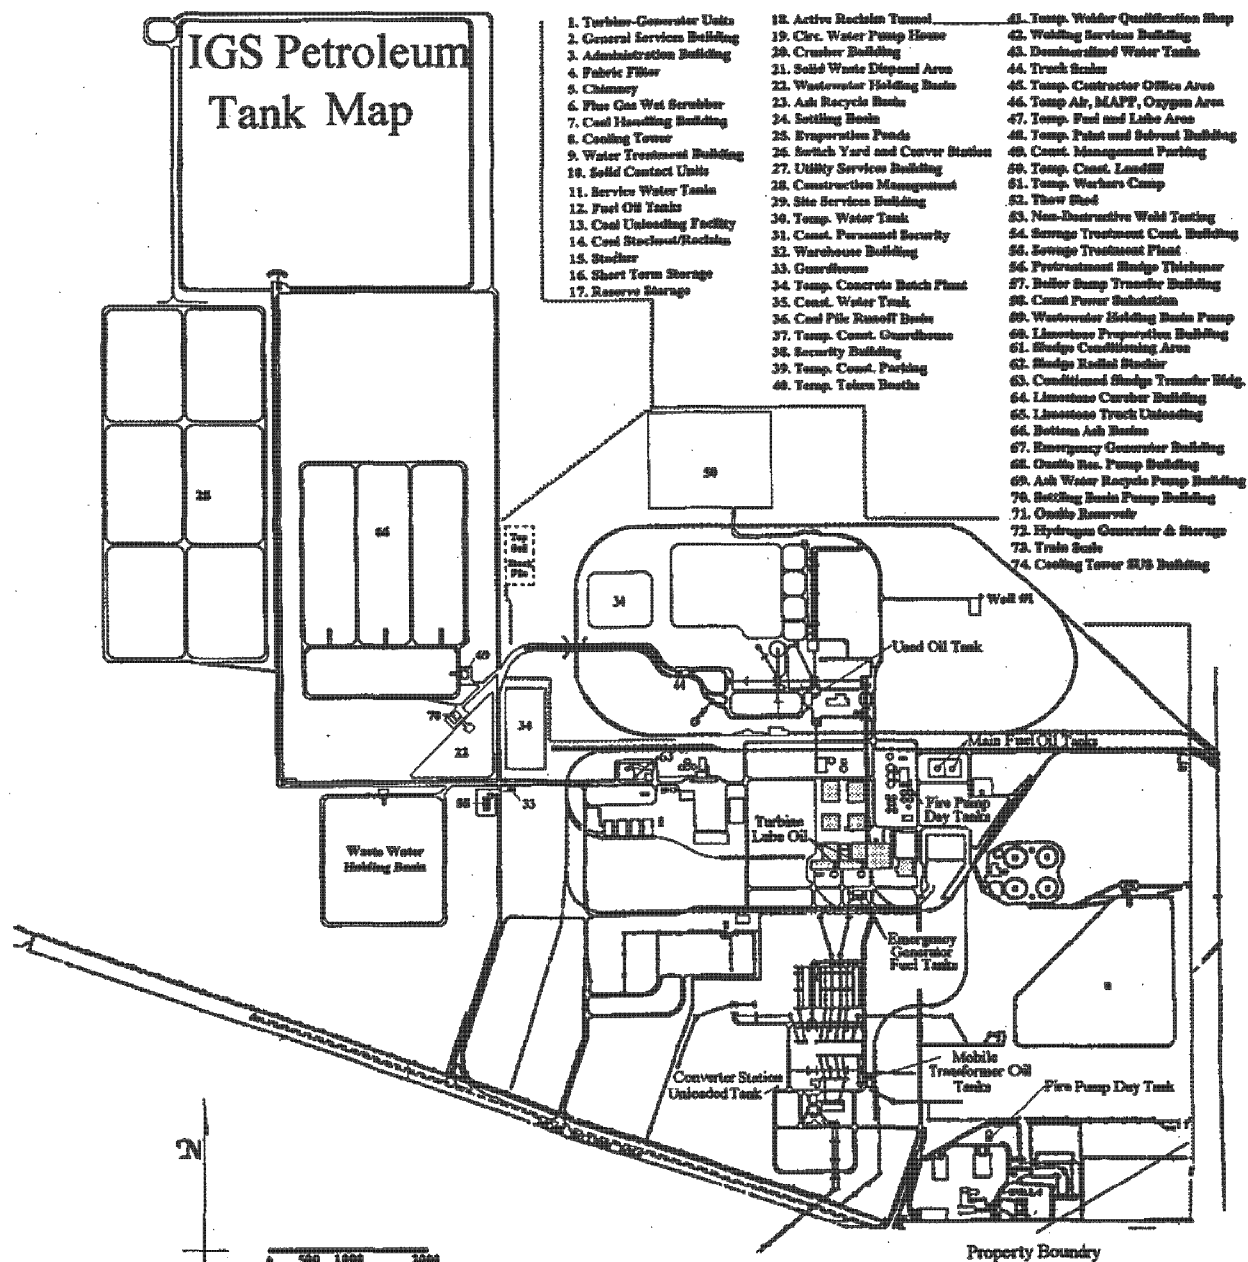 IGS Petroleum
Tank Map
1. Turbine-Generator Units
2. General Services Building
3. Administration Building
4. Fabric Filter
5. Chimney
6. Flue Gas Wet Scrubber
7. Coal Handling Building
8. Cooling Tower
9. Water Treatment Building
10. Solid Contact Units
11. Service Water Tanks
12. Fuel Oil Tanks
13. Coal Unloading Facility
14. Coal Stockout/Reclaim
15. Stacker
16. Short Term Storage
17. Reserve Storage
18. Active Reclaim Tunnel
19. Circ. Water Pump House
20. Crusher Building
21. Solid Waste Disposal Area
22. Wastewater Holding Basin
23. Ash Recycle Basin
24. Settling Basin
25. Evaporation Ponds
26. Switch Yard and Conver Station
27. Utility Services Building
28. Construction Management
29. Site Services Building
30. Temp. Water Tank
31. Const. Personnel Security
32. Warehouse Building
33. Guardhouse
34. Temp. Concrete Batch Plant
35. Const. Water Tank
36. Coal Pile Runoff Basin
37. Temp. Const. Guardhouse
38. Security Building
39. Temp. Const. Parking
40. Temp. Token Booths
41. Temp. Welder Qualification Shop
42. Welding Services Building
43. Demineralized Water Tanks
44. Truck Scales
45. Temp. Contractor Office Area
46. Temp Air, MAPP, Oxygen Area
47. Temp. Fuel and Lube Area
48. Temp. Paint and Solvent Building
49. Const. Management Parking
50. Temp. Const. Landfill
51. Temp. Workers Camp
52. Thaw Shed
53. Non-Destructive Weld Testing
54. Sewage Treatment Cont. Building
55. Sewage Treatment Plant
56. Pretreatment Sludge Thickener
57. Boiler Sump Transfer Building
58. Const Power Substation
59. Wastewater Holding Basin Pump
60. Limestone Preparation Building
61. Sludge Conditioning Area
62. Sludge Radial Stacker
63. Conditioned Sludge Transfer Bldg.
64. Limestone Cursher Building
65. Limestone Truck Unloading
66. Bottom Ash Basins
67. Emergency Generator Building
68. Onsite Res. Pump Building
69. Ash Water Recycle Pump Building
70. Settling Basin Pump Building
71. Onsite Reservoir
72. Hydrogen Generator & Storage
73. Train Scale
74. Cooling Tower SUS Building
50
25
66
Top
Soil
Stock
Pile
34
Well #1
Used Oil Tank
44
70
34
22
63
Main Fuel Oil Tanks
33
Fire Pump
Day Tanks
Turbine
Lube Oil
Waste Water
Holding Basin
Emergency
Generator
Fuel Tanks
Converter Station
Unloaded Tank
Mobile
Transformer Oil
Tanks
Fire Pump Day Tank
N
0 500 1000 2000
Property Boundry